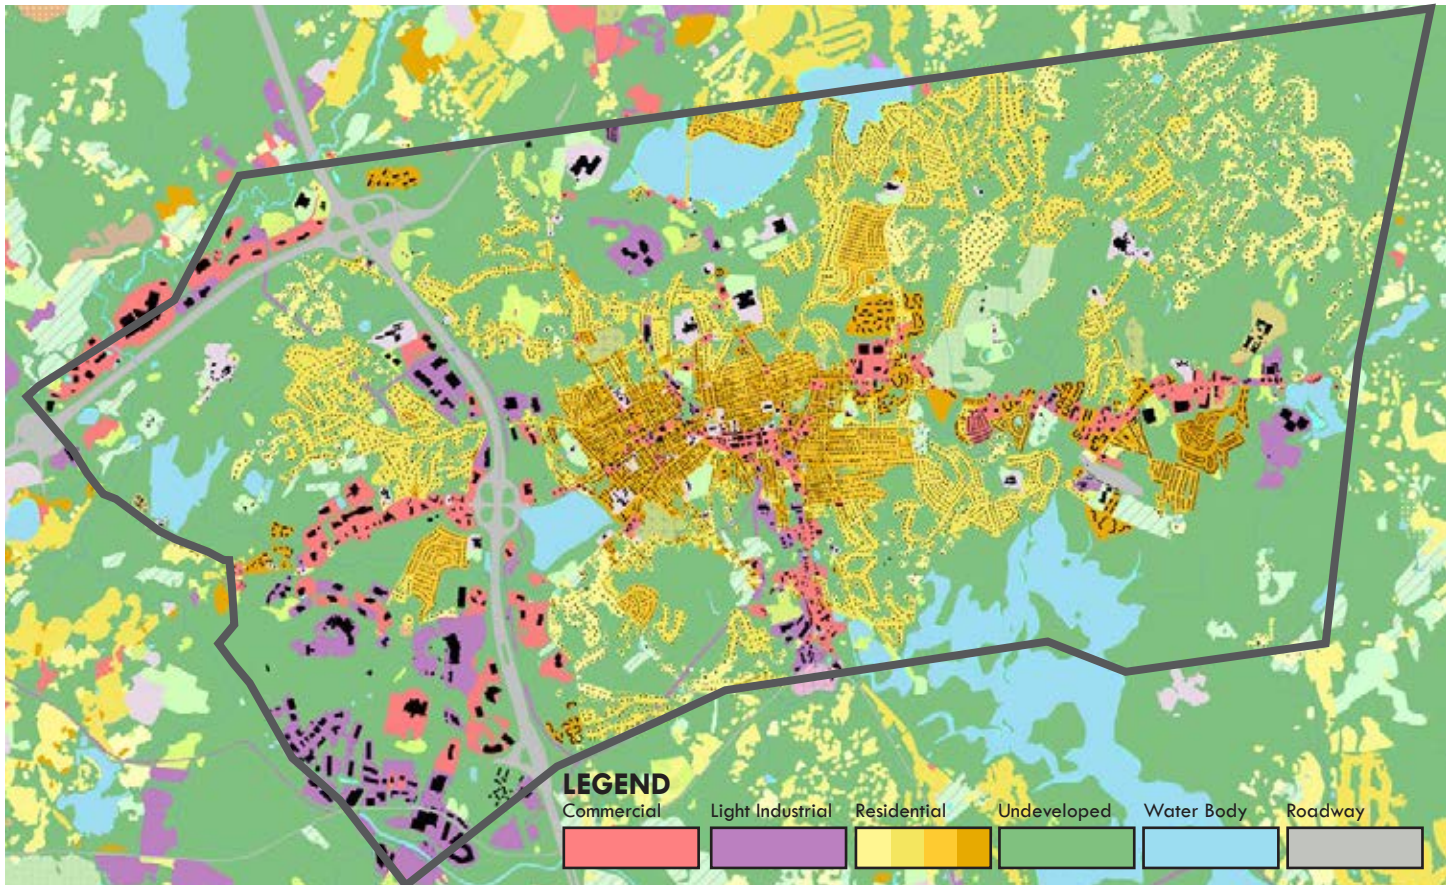 LEGEND
Commercial
Light Industrial
Residential
Undeveloped
Water Body
Roadway